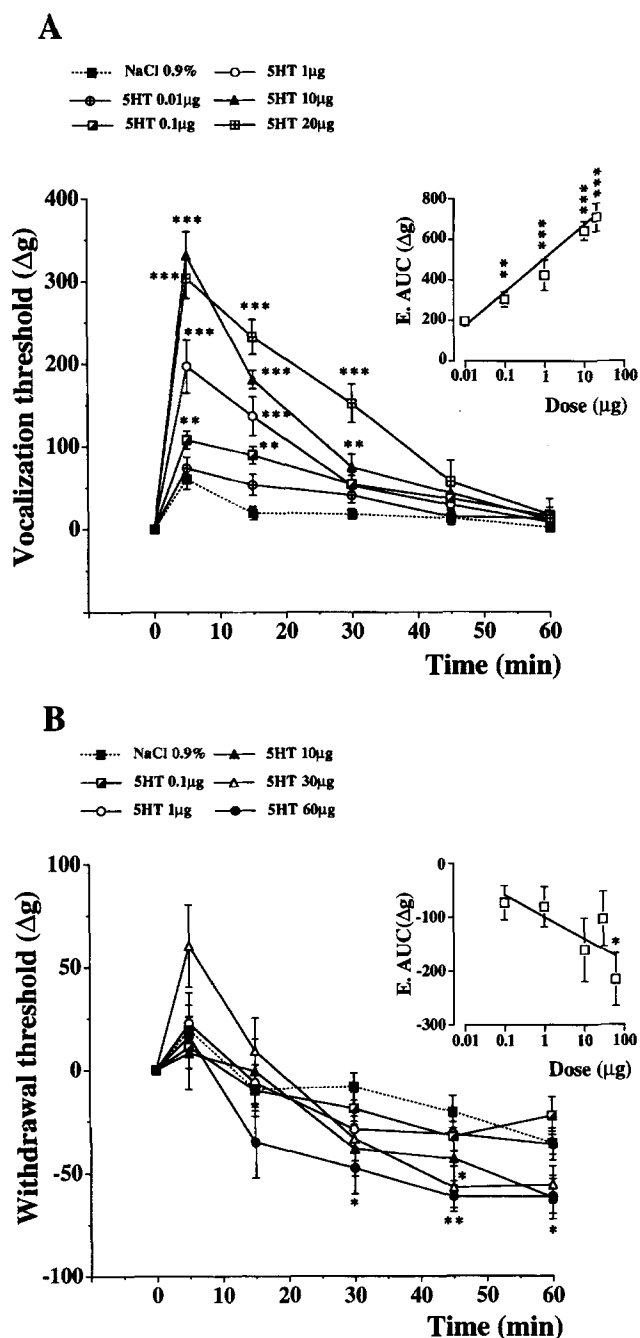 A
NaCl 0.9% 5HT 1µg
5HT 0.01µg 5HT 10µg
5HT 0.1µg 5HT 20µg
Vocalization threshold (Δg)
400
300
200
100
0
*** *** *** *** *** *** *** ** ** **
0 10 20 30 40 50 60
Time (min)
E. AUC (Δg)
800
600
400
200
0
** *** *** ***
0.01 0.1 1 10 100
Dose (µg)
B
NaCl 0.9% 5HT 10µg
5HT 0.1µg 5HT 30µg
5HT 1µg 5HT 60µg
Withdrawal threshold (Δg)
100
50
0
-50
-100
* * * ** *
0 10 20 30 40 50 60
Time (min)
E. AUC(Δg)
0
-100
-200
-300
*
0.01 0.1 1 10 100
Dose (µg)